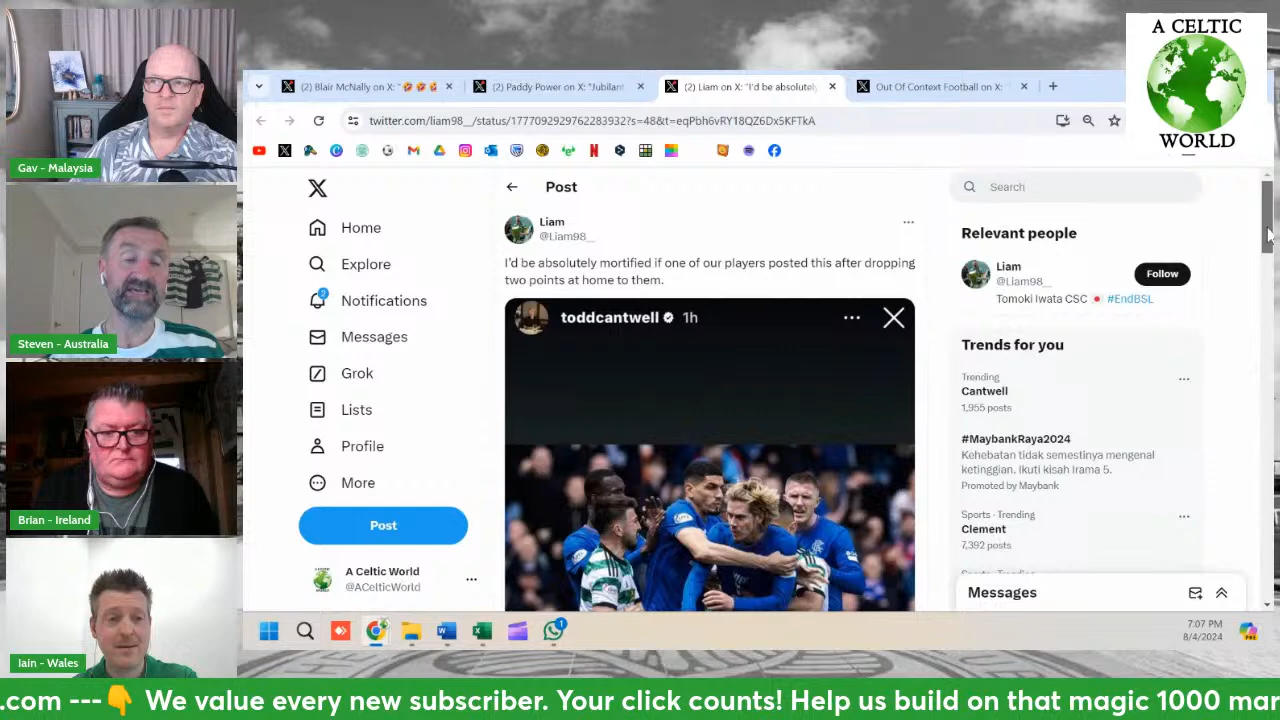 A CELTIC
WORLD
(2) Blair McNally on X: "
(2) Paddy Power on X: "Jubilant
(2) Liam on X: "I'd be absolutely
Out Of Context Football on X:
twitter.com/liam98__/status/1777092929762283932?s=48&t=eqPbh6vRY18QZ6Dx5KFTkA
Post
Search
Home
Explore
2
Notifications
Messages
Grok
Lists
Profile
More
Post
A Celtic World
@ACelticWorld
Liam
@Liam98__
I'd be absolutely mortified if one of our players posted this after dropping
two points at home to them.
toddcantwell 1h
Relevant people
Liam
@Liam98__
Follow
Tomoki Iwata CSC #EndBSL
Trends for you
Trending
Cantwell
1,955 posts
#MaybankRaya2024
Kehebatan tidak semestinya mengenal
ketinggian. Ikuti kisah Irama 5.
Promoted by Maybank
Sports · Trending
Clement
7,392 posts
Messages
7:07 PM
8/4/2024
Gav - Malaysia
Steven - Australia
Brian - Ireland
Iain - Wales
.com --- We value every new subscriber. Your click counts! Help us build on that magic 1000 mar